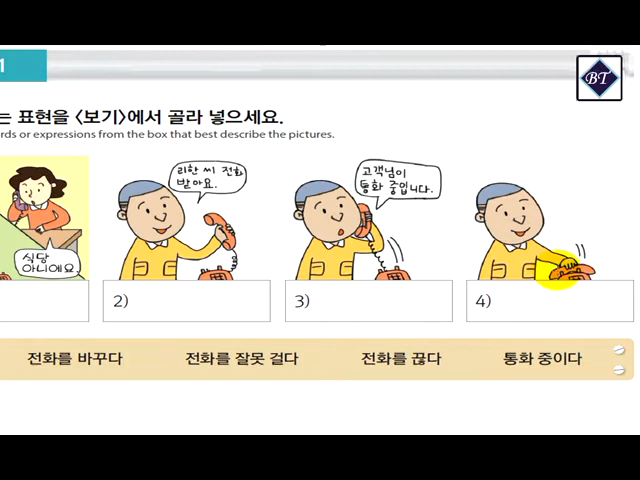 1
BT
는 표현을 <보기>에서 골라 넣으세요.
rds or expressions from the box that best describe the pictures.
리한 씨 전화
받아요.
고객님이
통화 중입니다.
식당
아니에요.
2)
3)
4)
전화를 바꾸다 전화를 잘못 걸다 전화를 끊다 통화 중이다